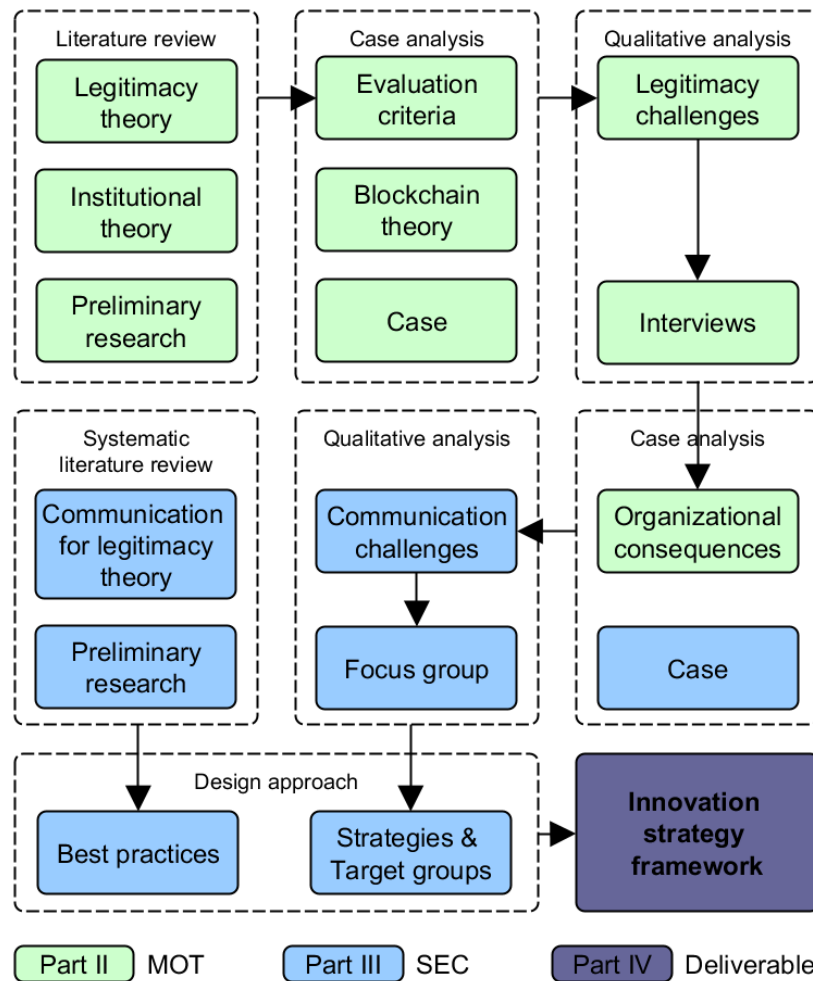 Literature review
Legitimacy
theory
Institutional
theory
Preliminary
research
Case analysis
Evaluation
criteria
Blockchain
theory
Case
Qualitative analysis
Legitimacy
challenges
Interviews
Systematic
literature review
Communication
for legitimacy
theory
Preliminary
research
Qualitative analysis
Communication
challenges
Focus group
Case analysis
Organizational
consequences
Case
Design approach
Best practices
Strategies &
Target groups
Innovation
strategy
framework
Part II MOT
Part III SEC
Part IV Deliverable